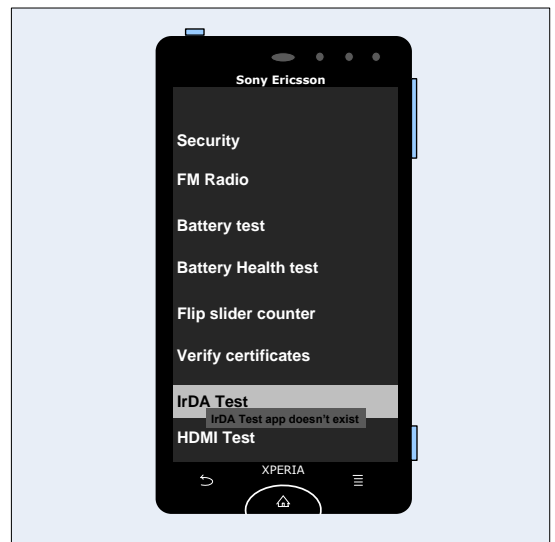 Sony Ericsson
Security
FM Radio
Battery test
Battery Health test
Flip slider counter
Verify certificates
IrDA Test
IrDA Test app doesn't exist
HDMI Test
XPERIA